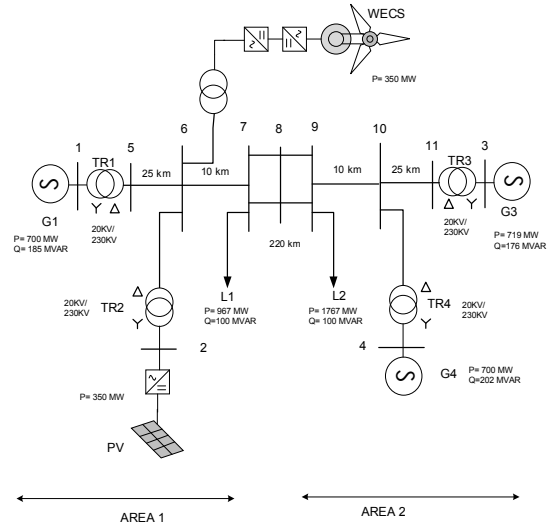 WECS
P= 350 MW
6
7
8
9
10
1
TR1
5
25 km
10 km
10 km
25 km
11
TR3
3
G1
20KV/
230KV
P= 700 MW
Q= 185 MVAR
220 km
20KV/
230KV
G3
P= 719 MW
Q=176 MVAR
20KV/
230KV
TR2
L1
P= 967 MW
Q=100 MVAR
L2
P= 1767 MW
Q= 100 MVAR
TR4
20KV/
230KV
2
4
G4
P= 700 MW
Q=202 MVAR
P= 350 MW
PV
AREA 1
AREA 2